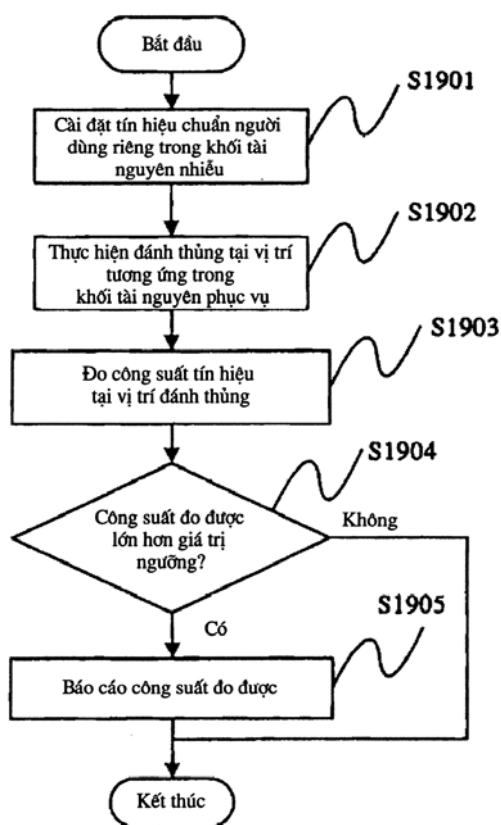 Bắt đầu
S1901
Cài đặt tín hiệu chuẩn người
dùng riêng trong khối tài
nguyên nhiễu
S1902
Thực hiện đánh thủng tại vị trí
tương ứng trong
khối tài nguyên phục vụ
S1903
Đo công suất tín hiệu
tại vị trí đánh thủng
S1904
Công suất đo được
lớn hơn giá trị
ngưỡng?
Không
Có
S1905
Báo cáo công suất đo được
Kết thúc